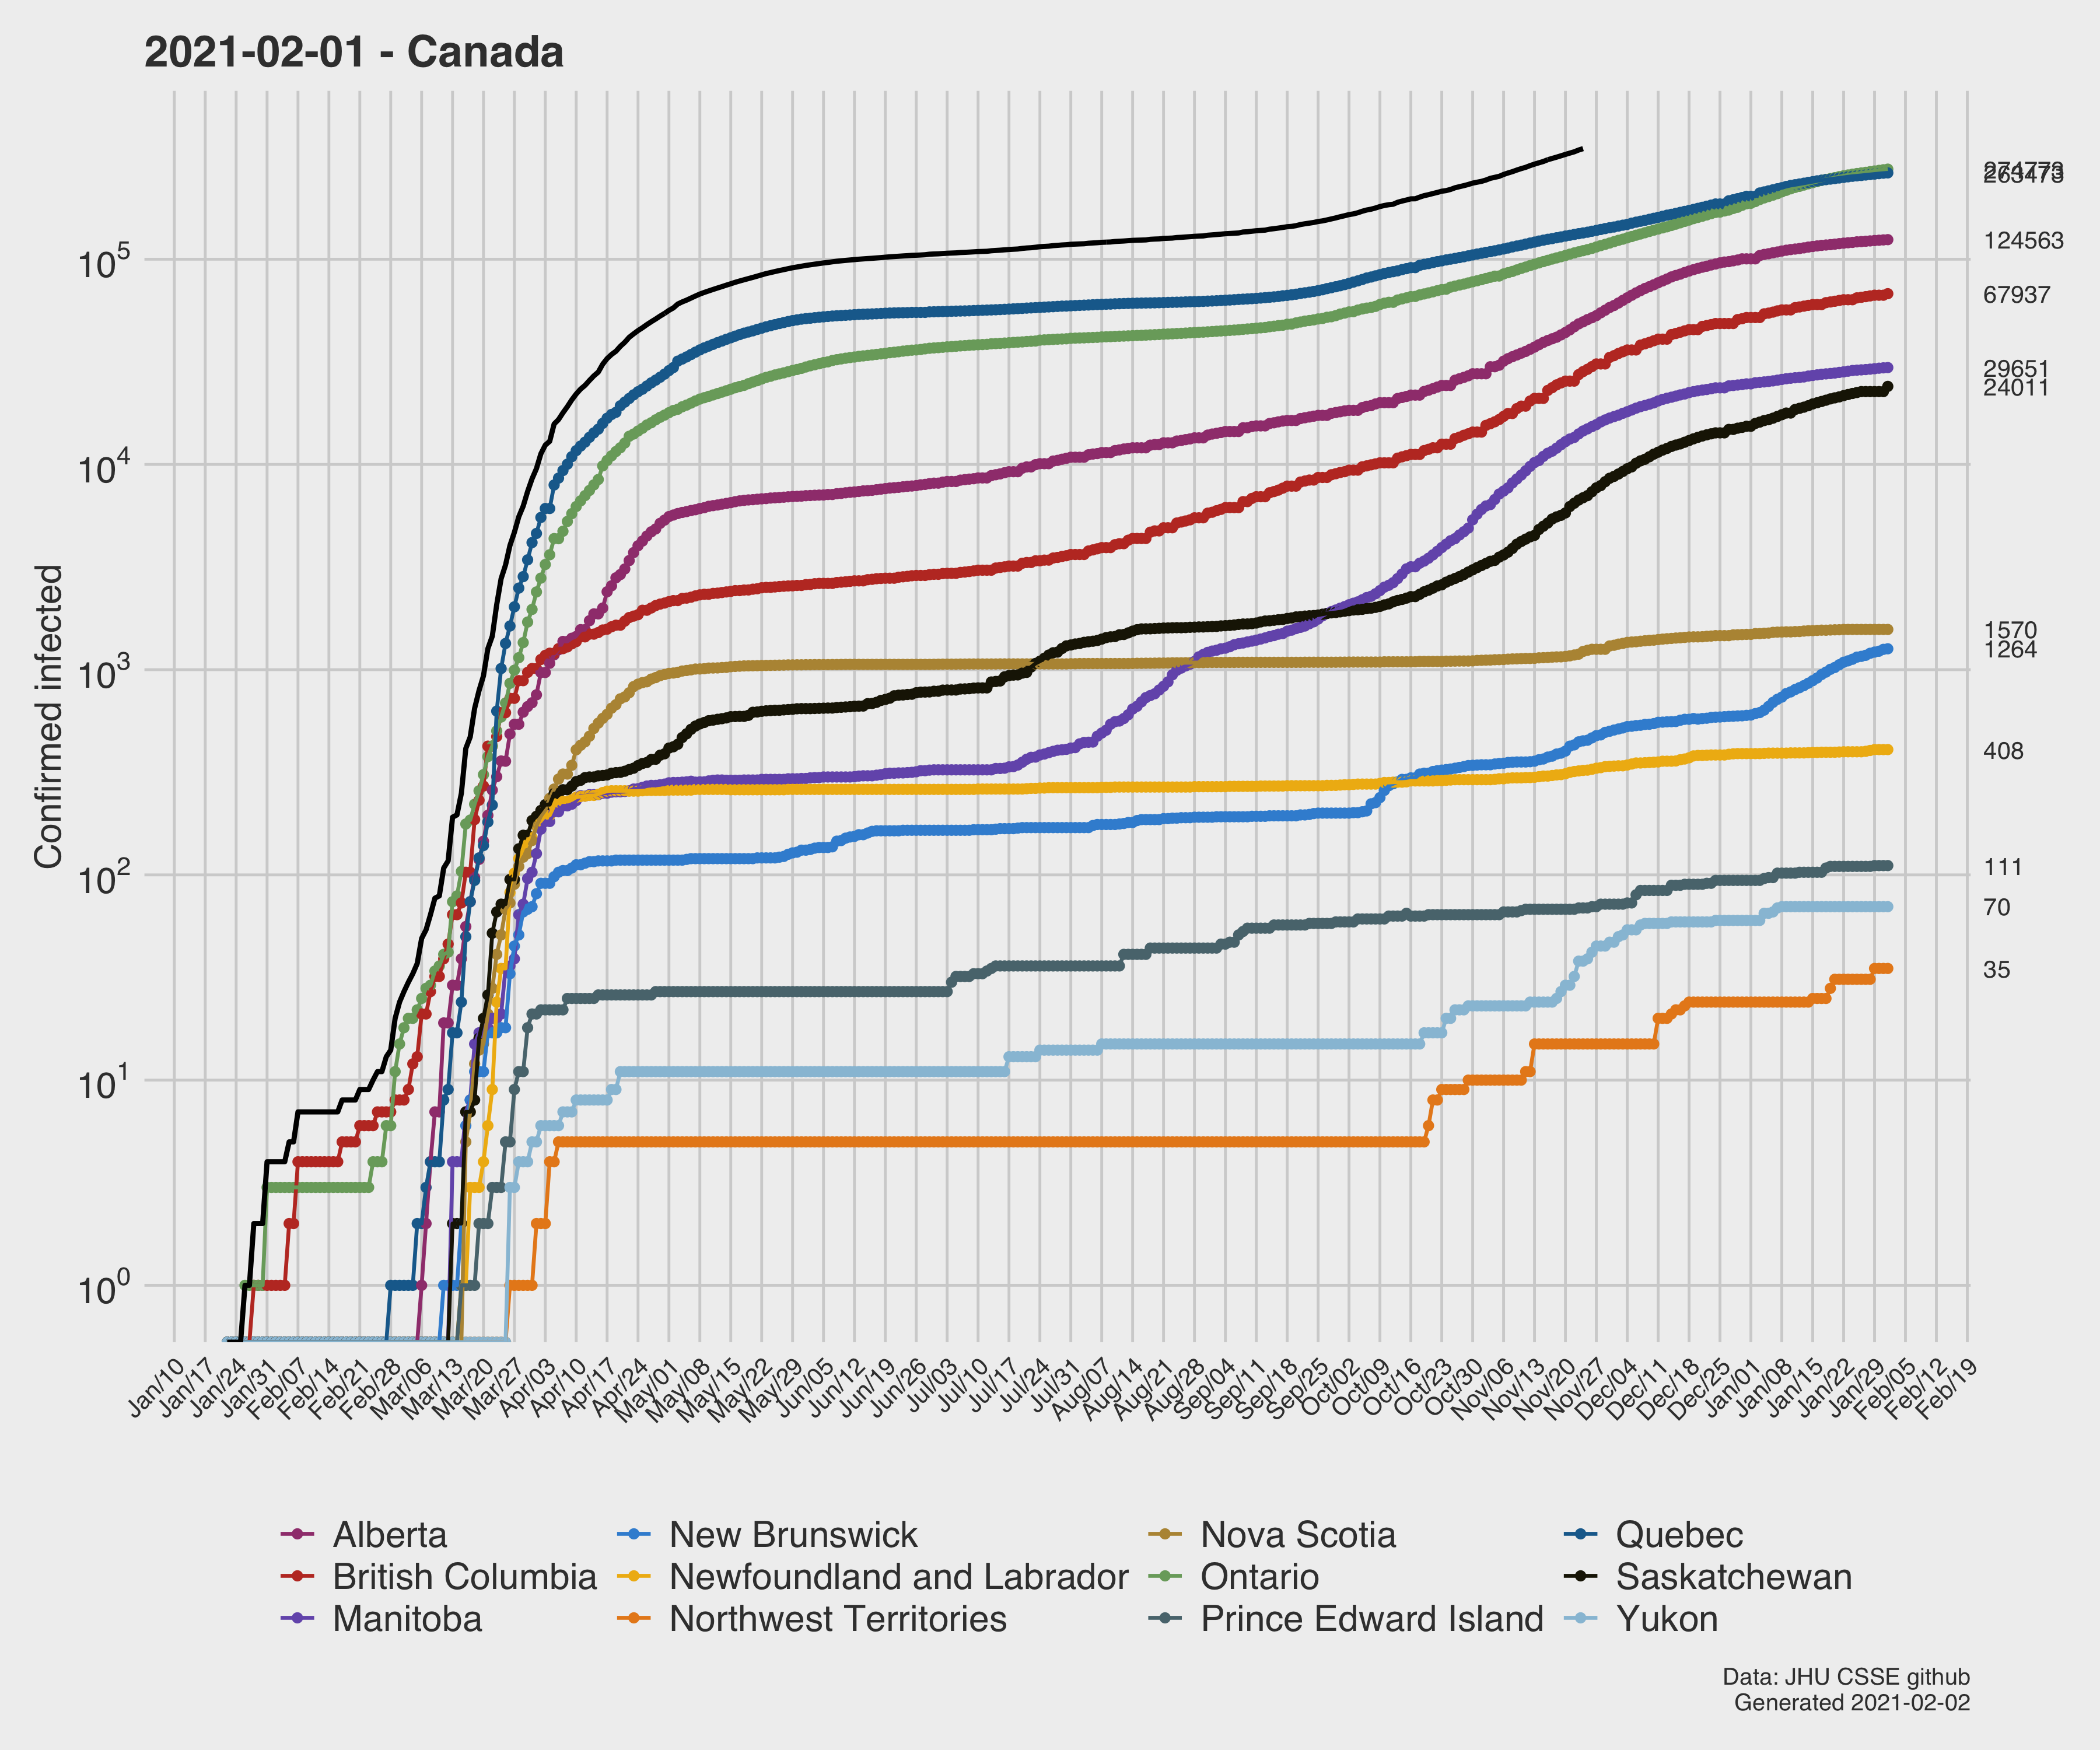 2021-02-01 - Canada
Confirmed infected
10^5
10^4
10^3
10^2
10^1
10^0
263473
124563
67937
29651
24011
1570
1264
408
111
70
35
Jan/10
Jan/17
Jan/24
Jan/31
Feb/07
Feb/14
Feb/21
Feb/28
Mar/06
Mar/13
Mar/20
Mar/27
Apr/03
Apr/10
Apr/17
Apr/24
May/01
May/08
May/15
May/22
May/29
Jun/05
Jun/12
Jun/19
Jun/26
Jul/03
Jul/10
Jul/17
Jul/24
Jul/31
Aug/07
Aug/14
Aug/21
Aug/28
Sep/04
Sep/11
Sep/18
Sep/25
Oct/02
Oct/09
Oct/16
Oct/23
Oct/30
Nov/06
Nov/13
Nov/20
Nov/27
Dec/04
Dec/11
Dec/18
Dec/25
Jan/01
Jan/08
Jan/15
Jan/22
Jan/29
Feb/05
Feb/12
Feb/19
Alberta New Brunswick Nova Scotia Quebec
British Columbia Newfoundland and Labrador Ontario Saskatchewan
Manitoba Northwest Territories Prince Edward Island Yukon
Data: JHU CSSE github
Generated 2021-02-02